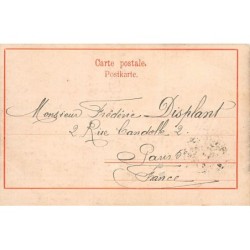 Carte postale.
Postkarte.
Monsieur Frédéric Displant
2 Rue Candolle 2.
Paris
France